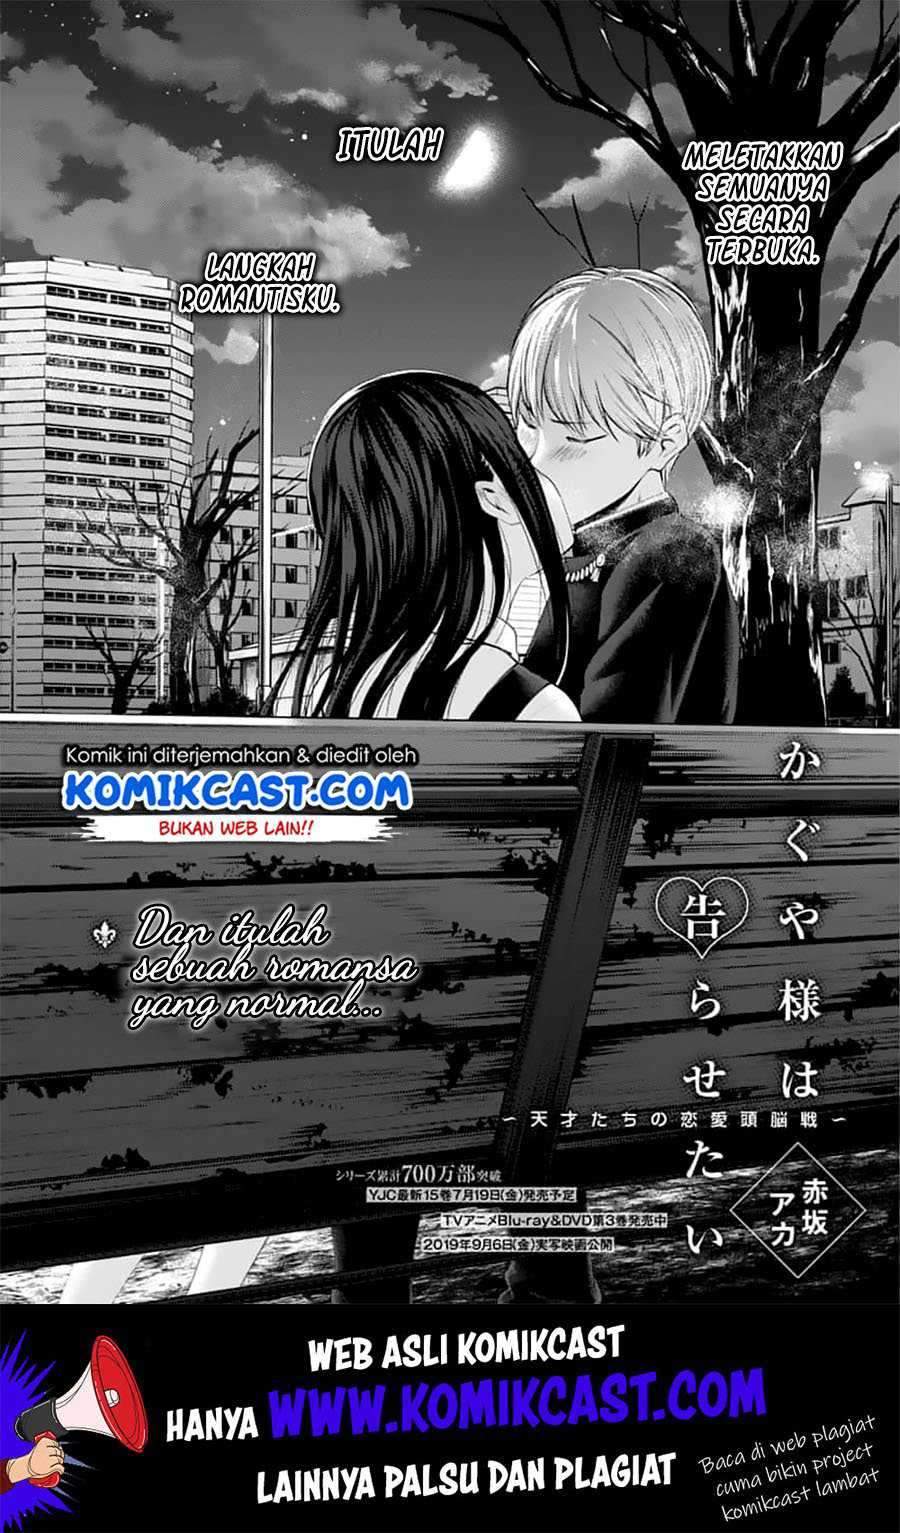 MELETAKKAN
SEMUANYA
SECARA
TERBUKA.
ITULAH
LANGKAH
ROMANTISKU.
Komik ini diterjemahkan & diedit oleh
KOMIKCAST.COM
BUKAN WEB LAIN!!
かぐや様は
告らせたい
～天才たちの恋愛頭脳戦～
赤坂
アカ
Dan itulah
sebuah romansa
yang normal...
シリーズ累計700万部突破
YJC最新15巻7月19日(金)発売予定
TVアニメBlu-ray&DVD第3巻発売中
2019年9月6日(金)実写映画公開
WEB ASLI KOMIKCAST
HANYA WWW.KOMIKCAST.COM
LAINNYA PALSU DAN PLAGIAT
Baca di web plagiat
cuma bikin project
komikcast lambat